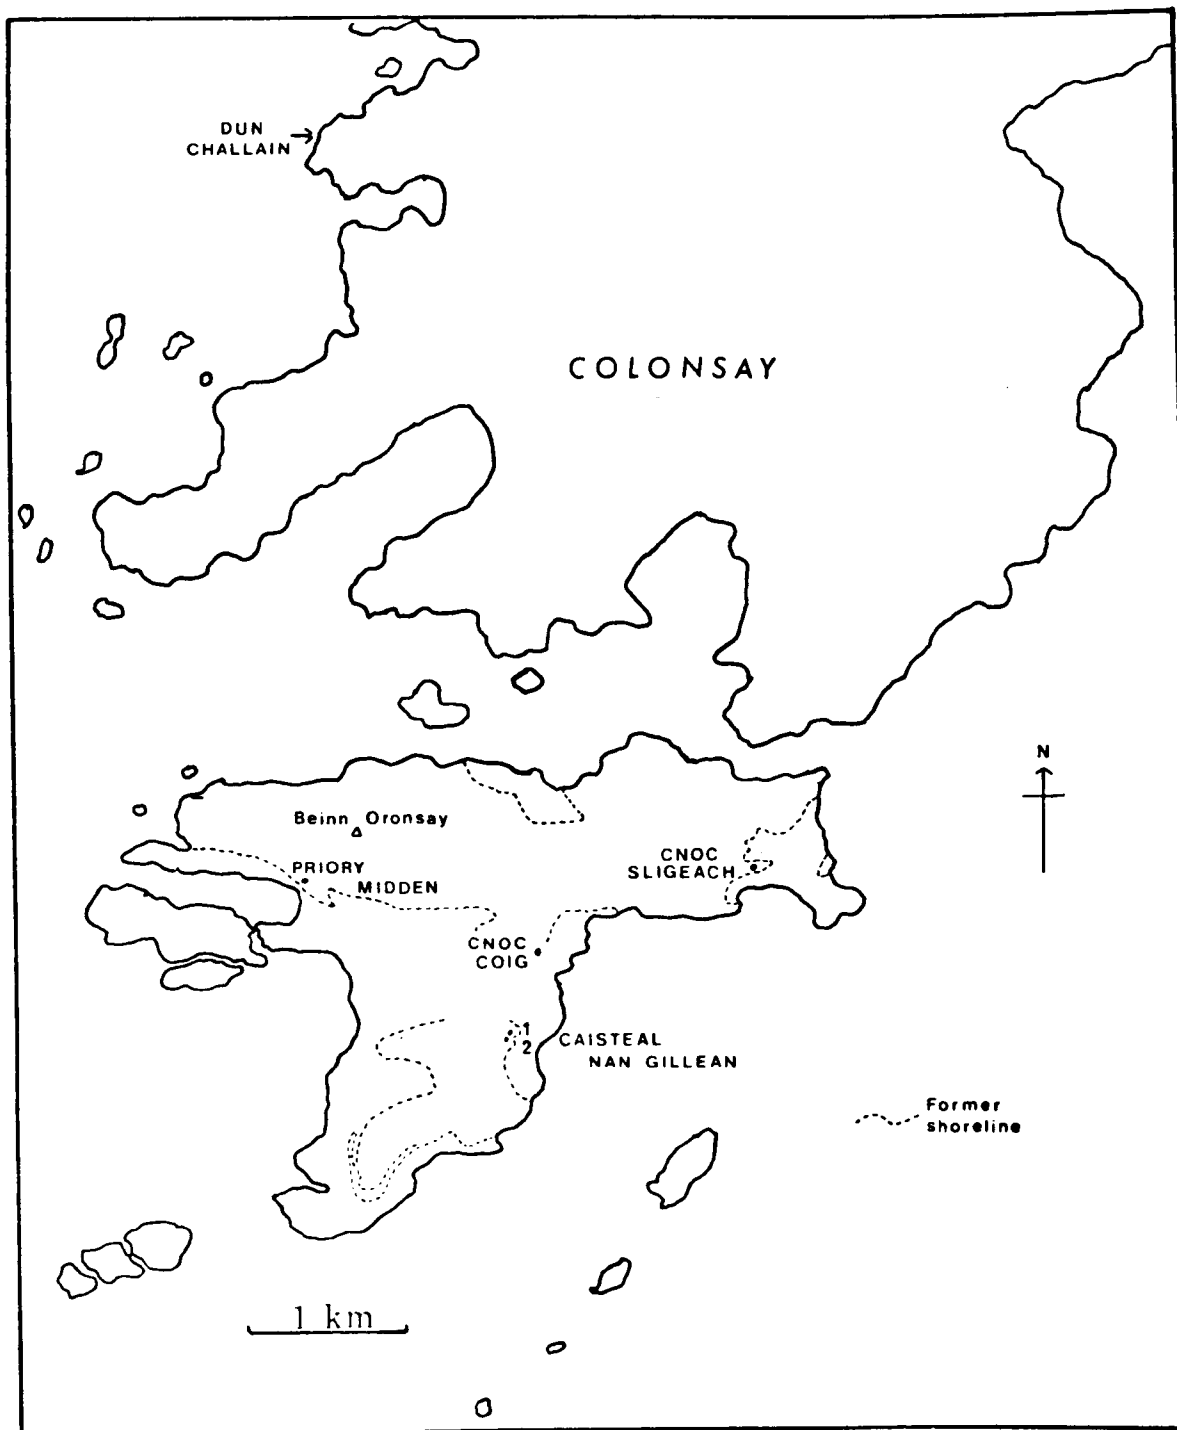 DUN
CHALLAIN
COLONSAY
N
Beinn Oronsay
PRIORY
MIDDEN
CNOC
SLIGEACH
CNOC
COIG
1
2
CAISTEAL
NAN GILLEAN
Former
shoreline
1 km